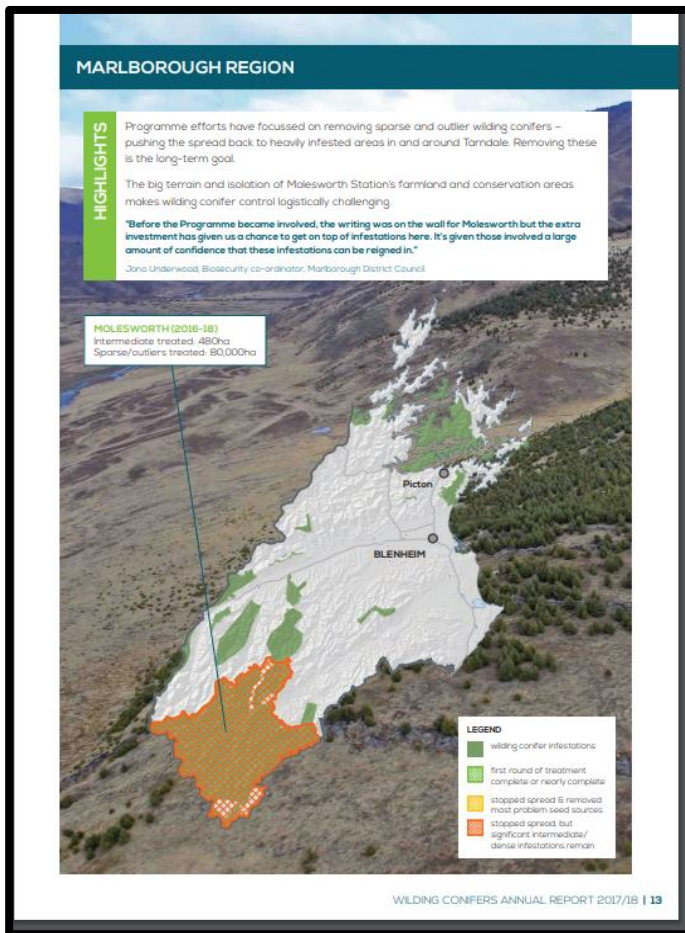 MARLBOROUGH REGION
HIGHLIGHTS
Programme efforts have focussed on removing sparse and outlier wilding conifers –
pushing the spread back to heavily infested areas in and around Tarndale. Removing these
is the long-term goal.
The big terrain and isolation of Molesworth Station's farmland and conservation areas
makes wilding conifer control logistically challenging.
"Before the Programme became involved, the writing was on the wall for Molesworth but the extra
investment has given us a chance to get on top of infestations here. It's given those involved a large
amount of confidence that these infestations can be reigned in."
Jono Underwood, Biosecurity co-ordinator, Marlborough District Council
MOLESWORTH (2016-18)
Intermediate treated: 480ha
Sparse/outliers treated: 80,000ha
Picton
BLENHEIM
LEGEND
wilding conifer infestations
first round of treatment
complete or nearly complete
stopped spread & removed
most problem seed sources
stopped spread, but
significant intermediate/
dense infestations remain
WILDING CONIFERS ANNUAL REPORT 2017/18 | 13